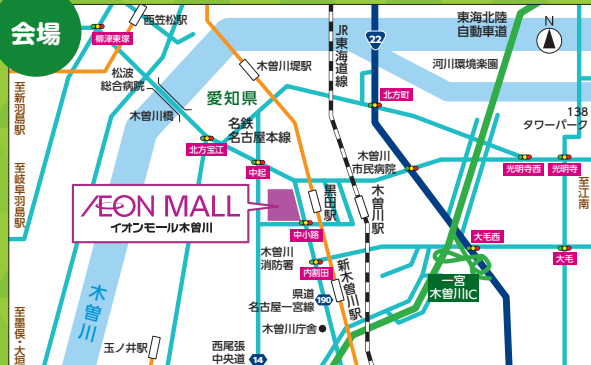 会場
西笠松駅
柳津東塚
JR東海道線
22
東海北陸
自動車道
N
松波
総合病院
木曽川堤駅
河川環境楽園
至新羽島駅
愛知県
北方町
木曽川橋
138
タワーパーク
名鉄
名古屋本線
北方宝江
中起
木曽川
市民病院
光明寺西
光明寺
至岐阜羽島駅
至江南
ÆON MALL
イオンモール木曽川
黒田駅
木曽川駅
中小路
大毛西
大毛
木曽川
消防署
内割田
新木曽川駅
一宮
木曽川IC
木曽川
県道
名古屋一宮線
190
至墨俣・大垣
木曽川庁舎
玉ノ井駅
西尾張
中央道
14